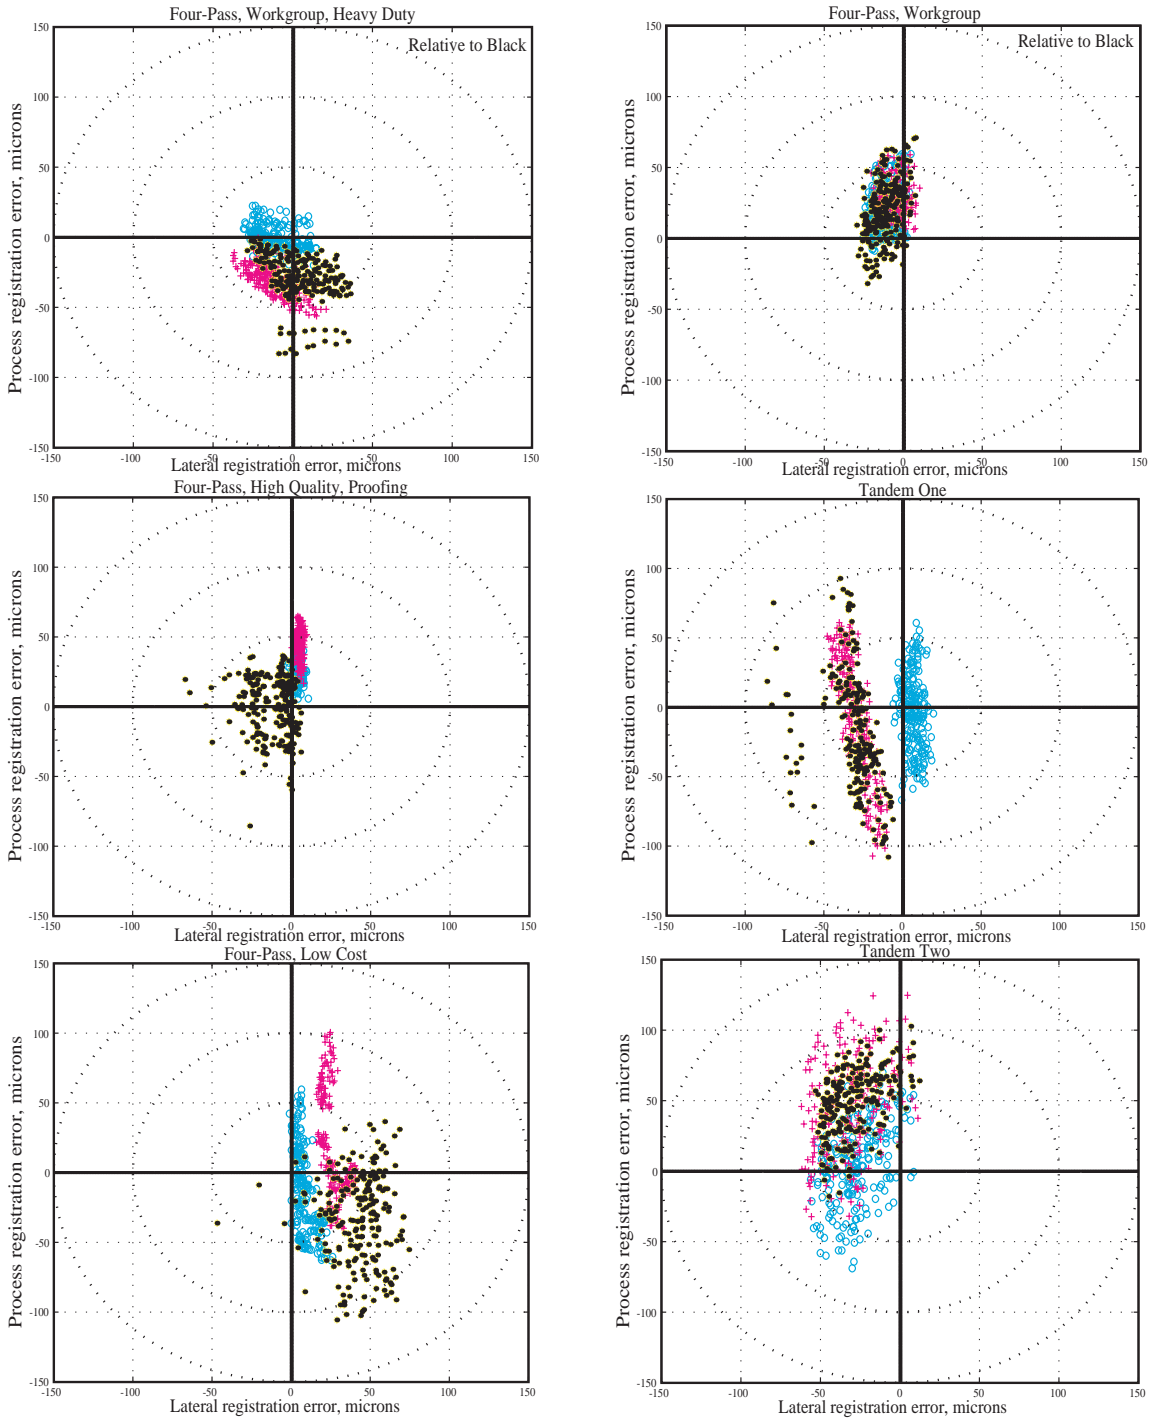 Four-Pass, Workgroup, Heavy Duty
Relative to Black
Process registration error, microns
150
100
50
0
-50
-100
-150
-150 -100 -50 0 50 100 150
Lateral registration error, microns
Four-Pass, Workgroup
Relative to Black
Process registration error, microns
150
100
50
0
-50
-100
-150
-150 -100 -50 0 50 100 150
Lateral registration error, microns
Four-Pass, High Quality, Proofing
Process registration error, microns
150
100
50
0
-50
-100
-150
-150 -100 -50 0 50 100 150
Lateral registration error, microns
Tandem One
Process registration error, microns
150
100
50
0
-50
-100
-150
-150 -100 -50 0 50 100 150
Lateral registration error, microns
Four-Pass, Low Cost
Process registration error, microns
150
100
50
0
-50
-100
-150
-150 -100 -50 0 50 100 150
Lateral registration error, microns
Tandem Two
Process registration error, microns
150
100
50
0
-50
-100
-150
-150 -100 -50 0 50 100 150
Lateral registration error, microns